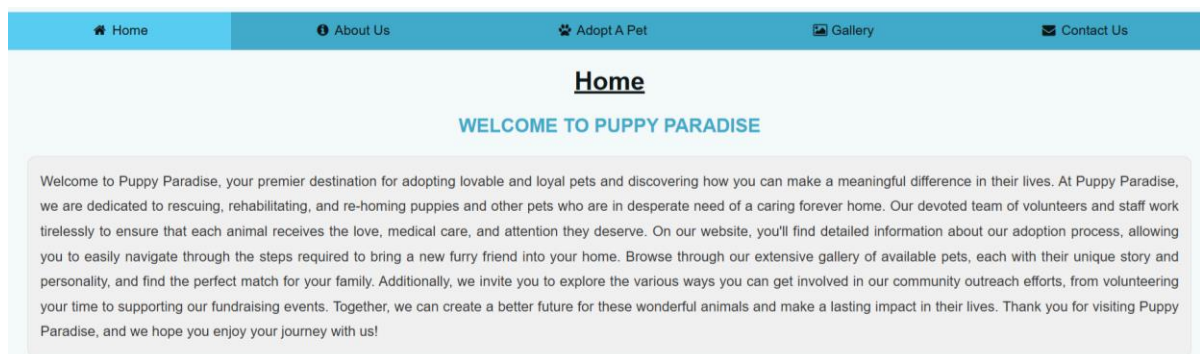 Home
About Us
Adopt A Pet
Gallery
Contact Us
Home
WELCOME TO PUPPY PARADISE
Welcome to Puppy Paradise, your premier destination for adopting lovable and loyal pets and discovering how you can make a meaningful difference in their lives. At Puppy Paradise,
we are dedicated to rescuing, rehabilitating, and re-homing puppies and other pets who are in desperate need of a caring forever home. Our devoted team of volunteers and staff work
tirelessly to ensure that each animal receives the love, medical care, and attention they deserve. On our website, you'll find detailed information about our adoption process, allowing
you to easily navigate through the steps required to bring a new furry friend into your home. Browse through our extensive gallery of available pets, each with their unique story and
personality, and find the perfect match for your family. Additionally, we invite you to explore the various ways you can get involved in our community outreach efforts, from volunteering
your time to supporting our fundraising events. Together, we can create a better future for these wonderful animals and make a lasting impact in their lives. Thank you for visiting Puppy
Paradise, and we hope you enjoy your journey with us!